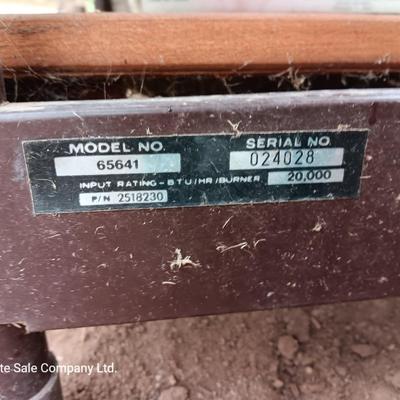 MODEL NO. SERIAL NO.
65641 024028
INPUT RATING-BTU/HR/BURNER 20,000
P/N 2518230
te Sale Company Ltd.